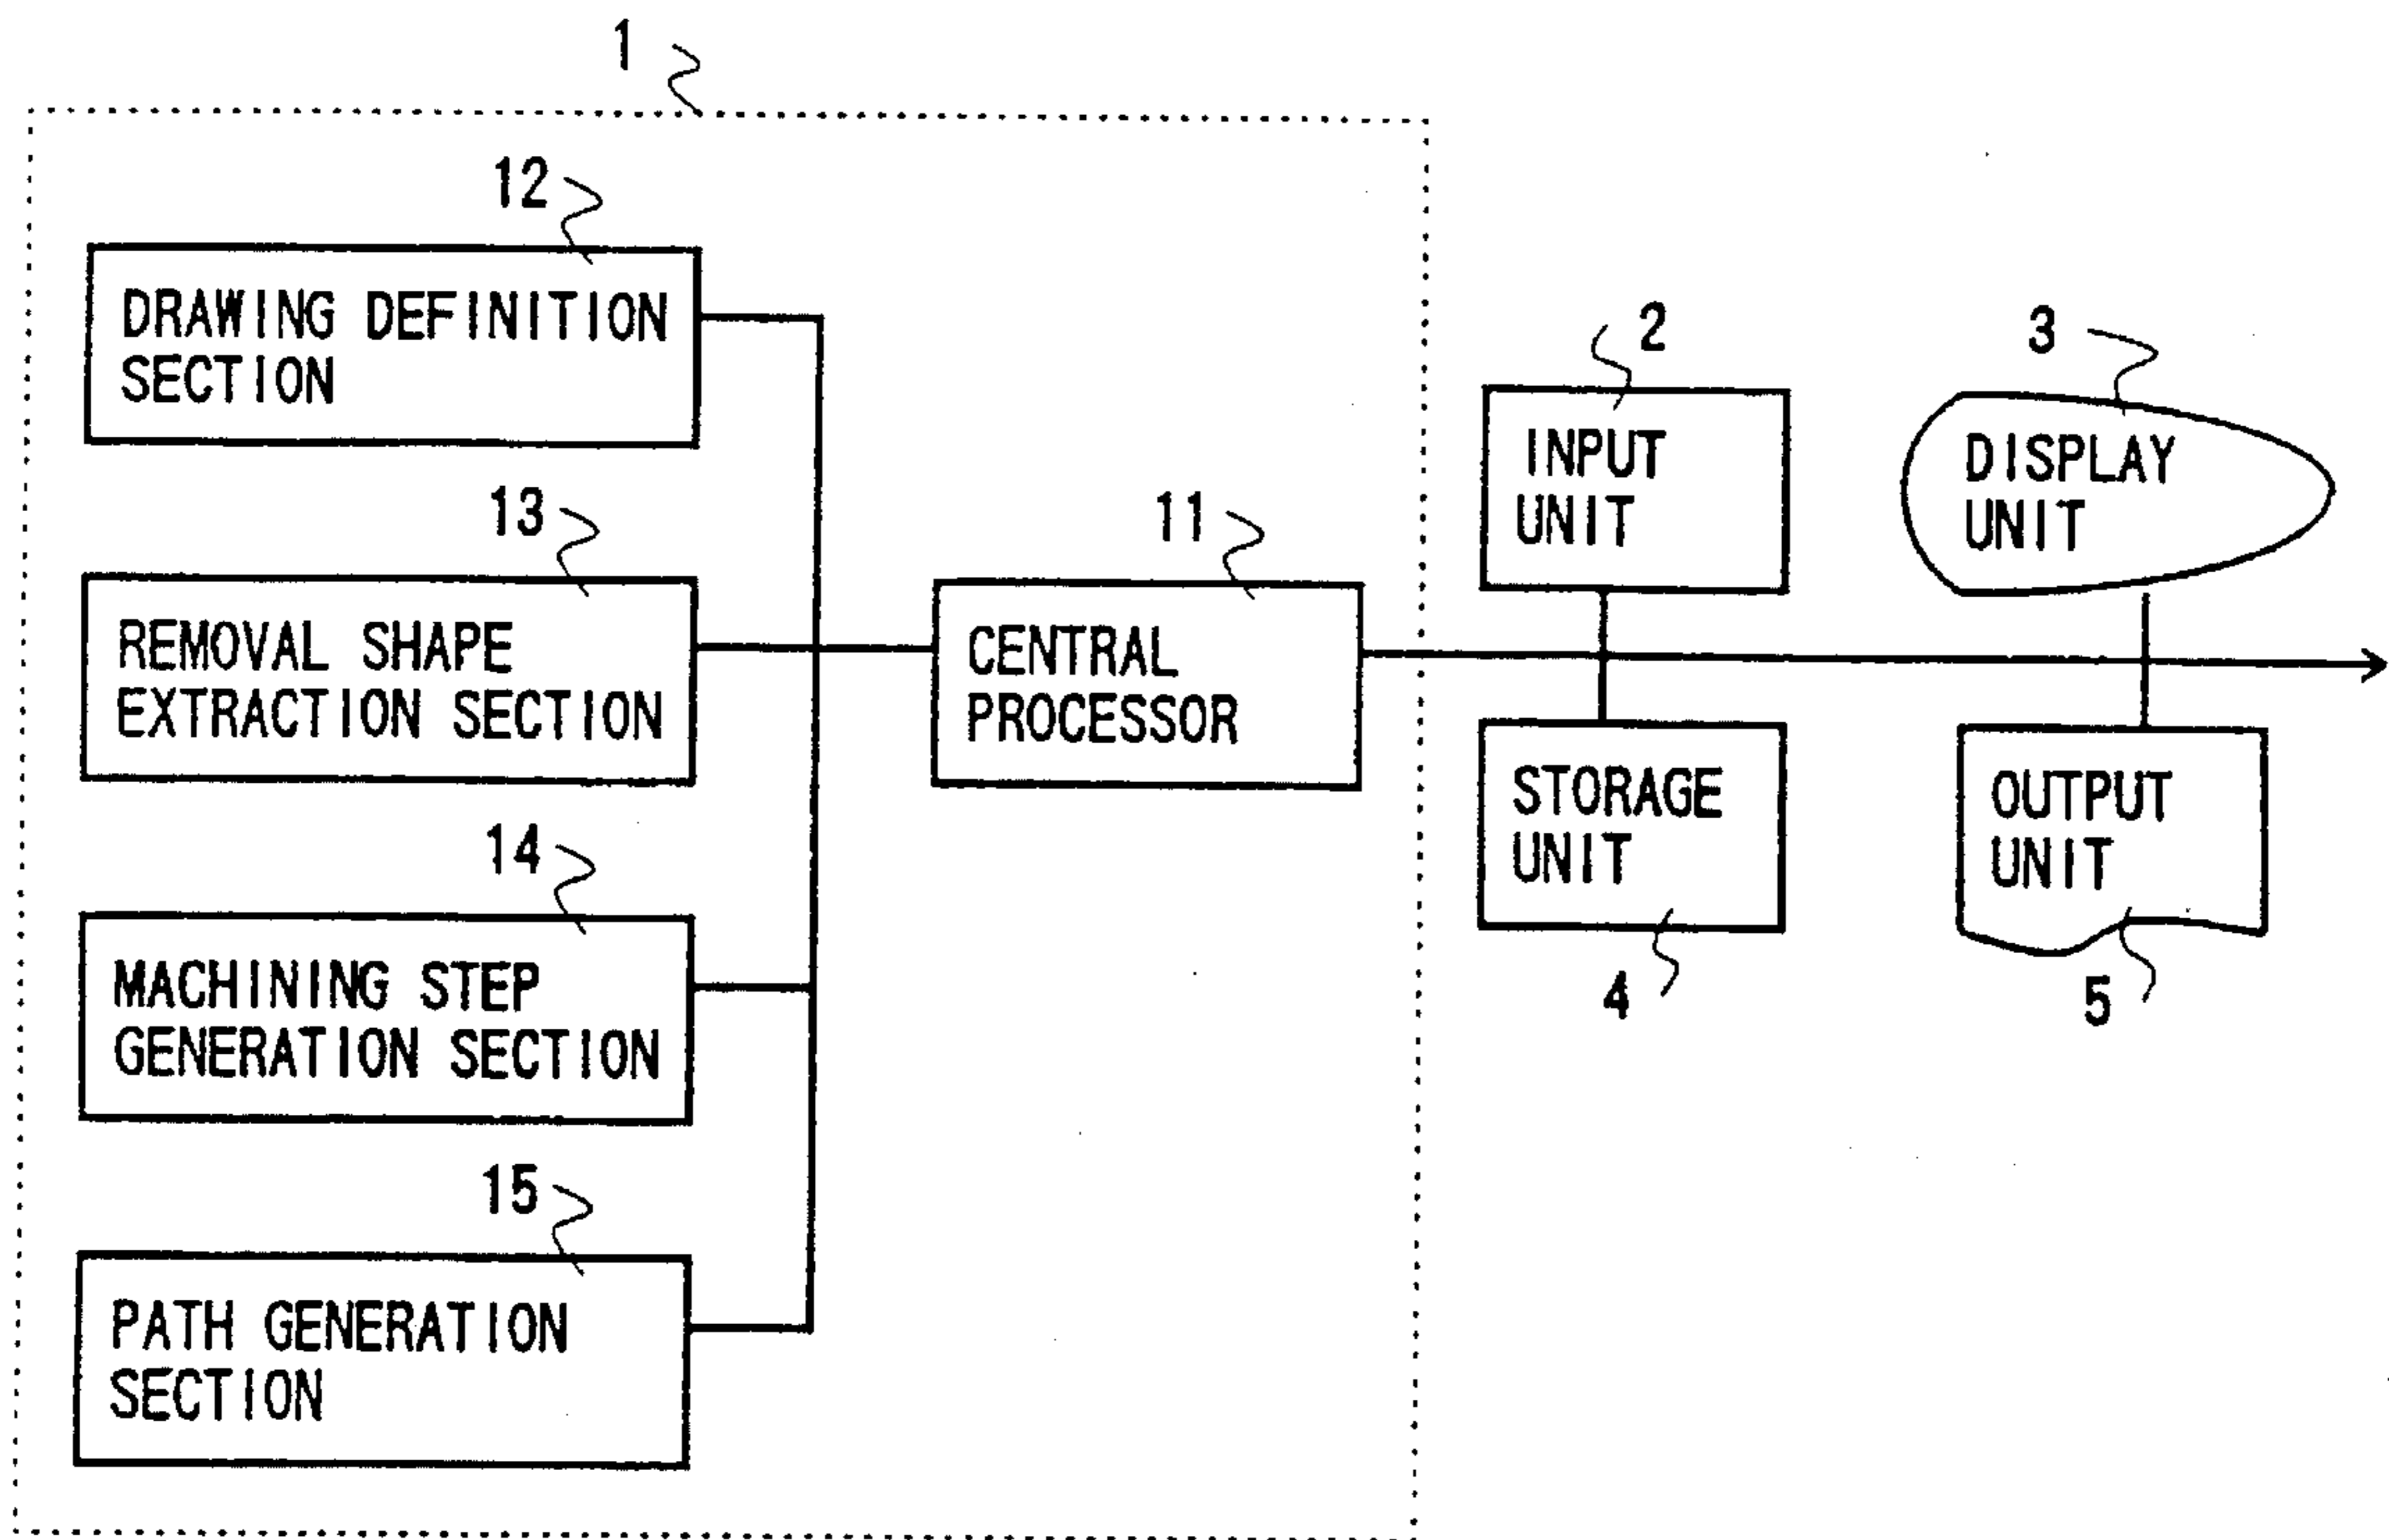 1
12
DRAWING DEFINITION
SECTION
13
REMOVAL SHAPE
EXTRACTION SECTION
14
MACHINING STEP
GENERATION SECTION
15
PATH GENERATION
SECTION
11
CENTRAL
PROCESSOR
2
INPUT
UNIT
3
DISPLAY
UNIT
STORAGE
UNIT
4
OUTPUT
UNIT
5